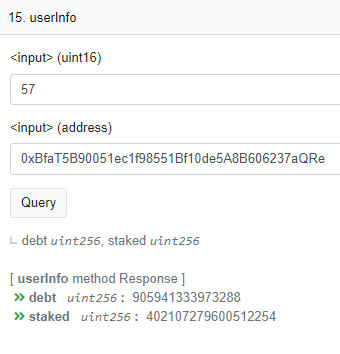 15. userInfo
<input> (uint16)
57
<input> (address)
0xBfaT5B90051ec1f98551Bf10de5A8B606237aQRe
Query
debt uint256, staked uint256
[ userInfo method Response ]
debt uint256 : 905941333973288
staked uint256 : 402107279600512254